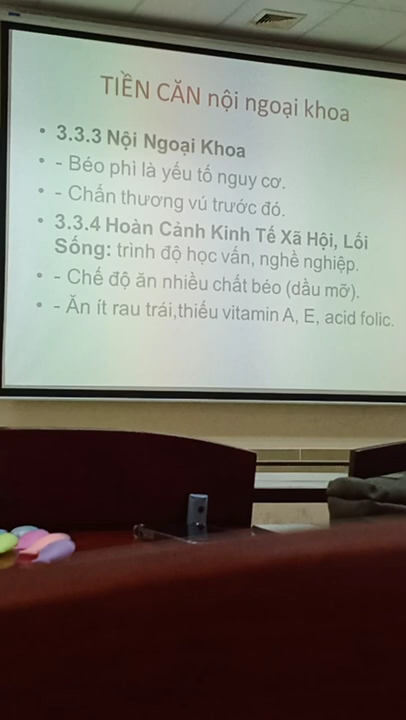 TIỀN CĂN nội ngoại khoa
• 3.3.3 Nội Ngoại Khoa
• - Béo phì là yếu tố nguy cơ.
• - Chấn thương vú trước đó.
• 3.3.4 Hoàn Cảnh Kinh Tế Xã Hội, Lối
Sống: trình độ học vấn, nghề nghiệp.
• - Chế độ ăn nhiều chất béo (dầu mỡ).
• - Ăn ít rau trái,thiếu vitamin A, E, acid folic.